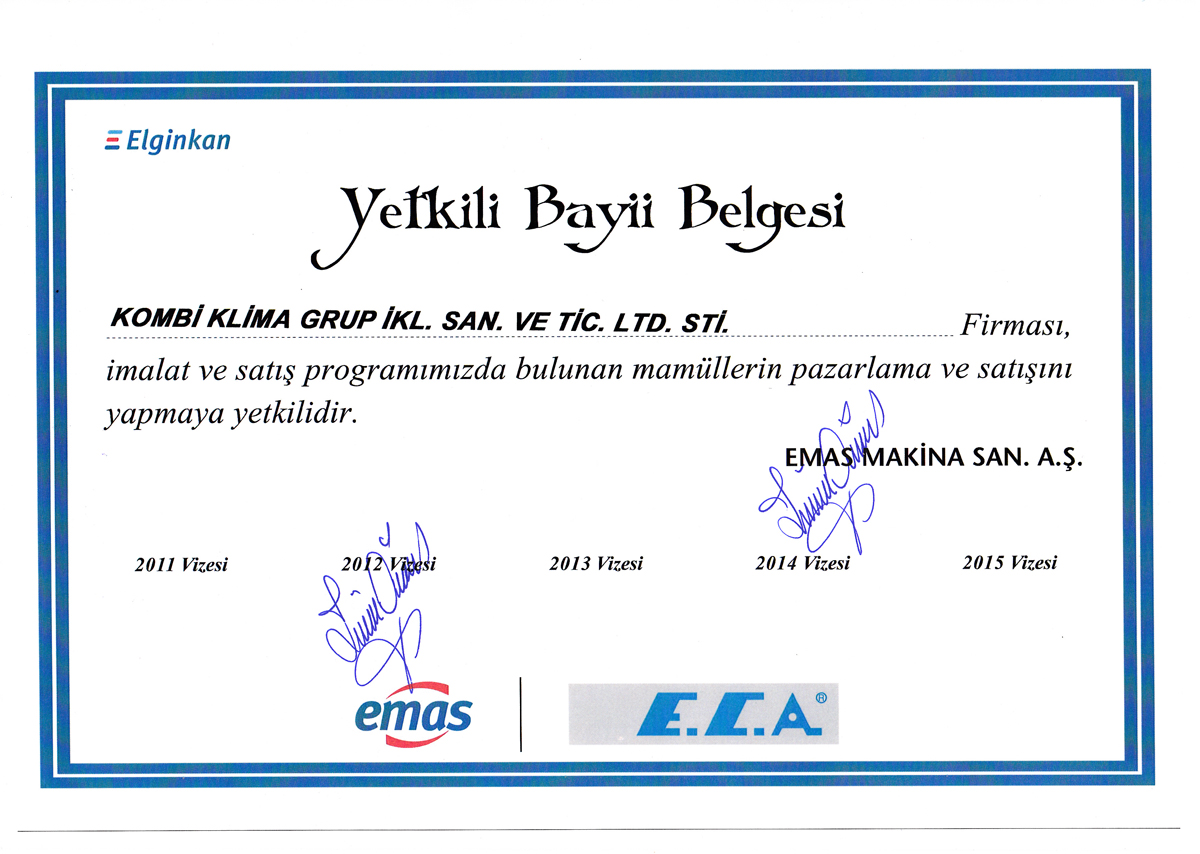 Elginkan
Yetkili Bayii Belgesi
KOMBİ KLİMA GRUP İKL. SAN. VE TİC. LTD. STİ. Firması,
imalat ve satış programımızda bulunan mamüllerin pazarlama ve satışını
yapmaya yetkilidir.
EMAS MAKİNA SAN. A.Ş.
2011 Vizesi 2012 Vizesi 2013 Vizesi 2014 Vizesi 2015 Vizesi
emas E.C.A.®